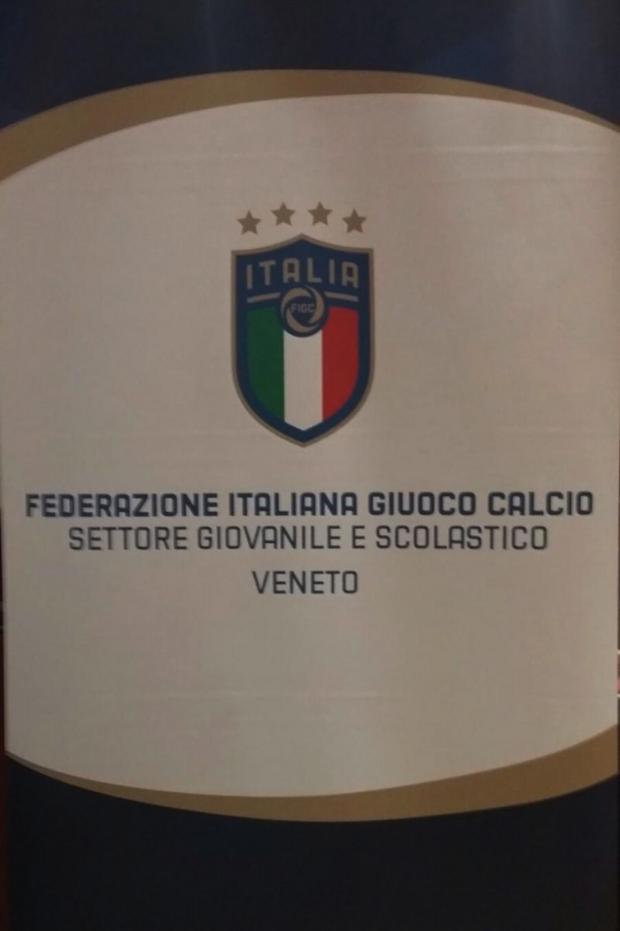 ITALIA
FIGC
FEDERAZIONE ITALIANA GIUOCO CALCIO
SETTORE GIOVANILE E SCOLASTICO
VENETO